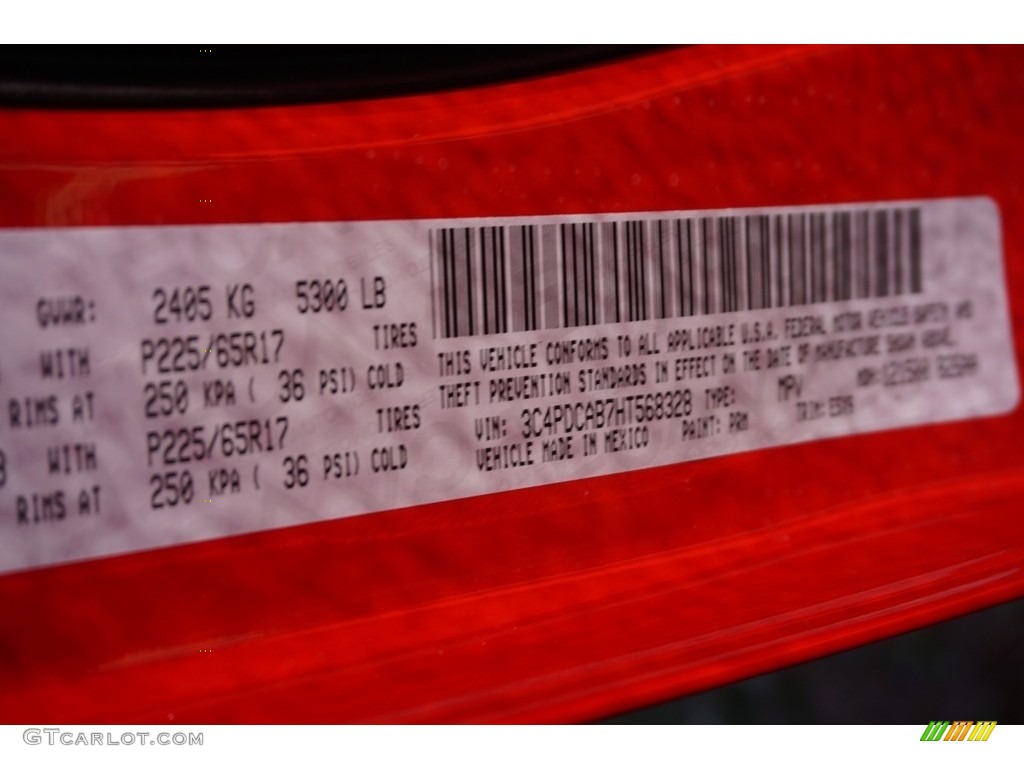 GVWR: 2405 KG 5300 LB
WITH P225/65R17 TIRES
RIMS AT 250 KPA ( 36 PSI) COLD
WITH P225/65R17 TIRES
RIMS AT 250 KPA ( 36 PSI) COLD
THIS VEHICLE CONFORMS TO ALL APPLICABLE U.S.A. FEDERAL MOTOR VEHICLE SAFETY AND
THEFT PREVENTION STANDARDS IN EFFECT ON THE DATE OF MANUFACTURE SHOWN ABOVE.
VIN: 3C4PDCAB7HT568328 TYPE: MPV MDH:
VEHICLE MADE IN MEXICO PAINT: PRM TRIM:
GTCarlot.com